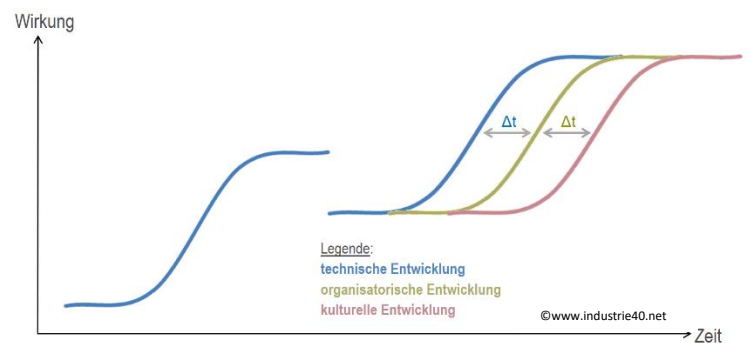 Wirkung
Δt Δt
Legende:
technische Entwicklung
organisatorische Entwicklung
kulturelle Entwicklung
©www.industrie40.net
Zeit